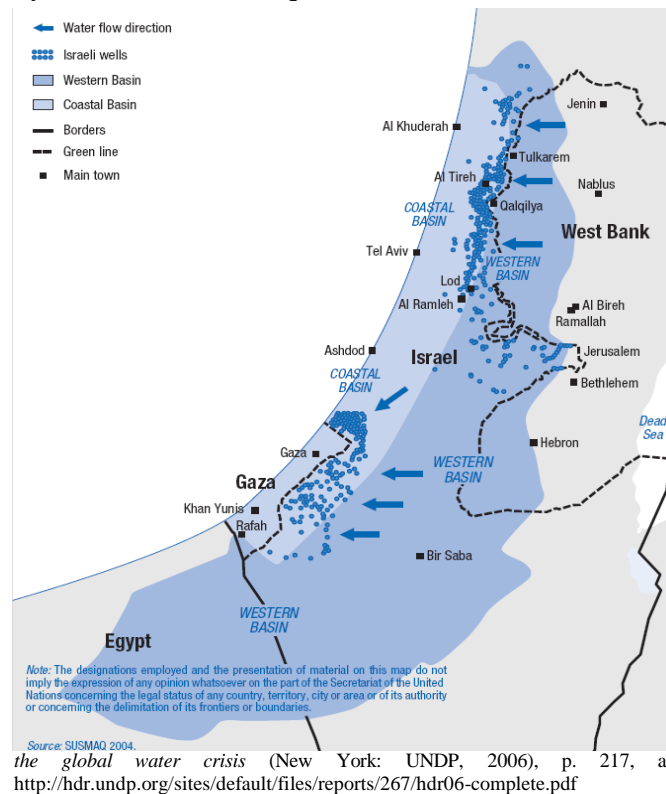 Water flow direction
Israeli wells
Western Basin
Coastal Basin
Borders
Green line
Main town
Jenin
Al Khuderah
Tulkarem
Al Tireh
Nablus
COASTAL
BASIN
Qalqilya
West Bank
Tel Aviv
WESTERN
BASIN
Lod
Al Ramleh
Al Bireh
Ramallah
Ashdod
Israel
Jerusalem
COASTAL
BASIN
Bethlehem
Dead
Sea
Gaza
Hebron
WESTERN
BASIN
Gaza
Khan Yunis
Rafah
Bir Saba
WESTERN
BASIN
Egypt
Note: The designations employed and the presentation of material on this map do not
imply the expression of any opinion whatsoever on the part of the Secretariat of the United
Nations concerning the legal status of any country, territory, city or area or of its authority
or concerning the delimitation of its frontiers or boundaries.
Source: SUSMAQ 2004.
the global water crisis (New York: UNDP, 2006), p. 217, a
http://hdr.undp.org/sites/default/files/reports/267/hdr06-complete.pdf